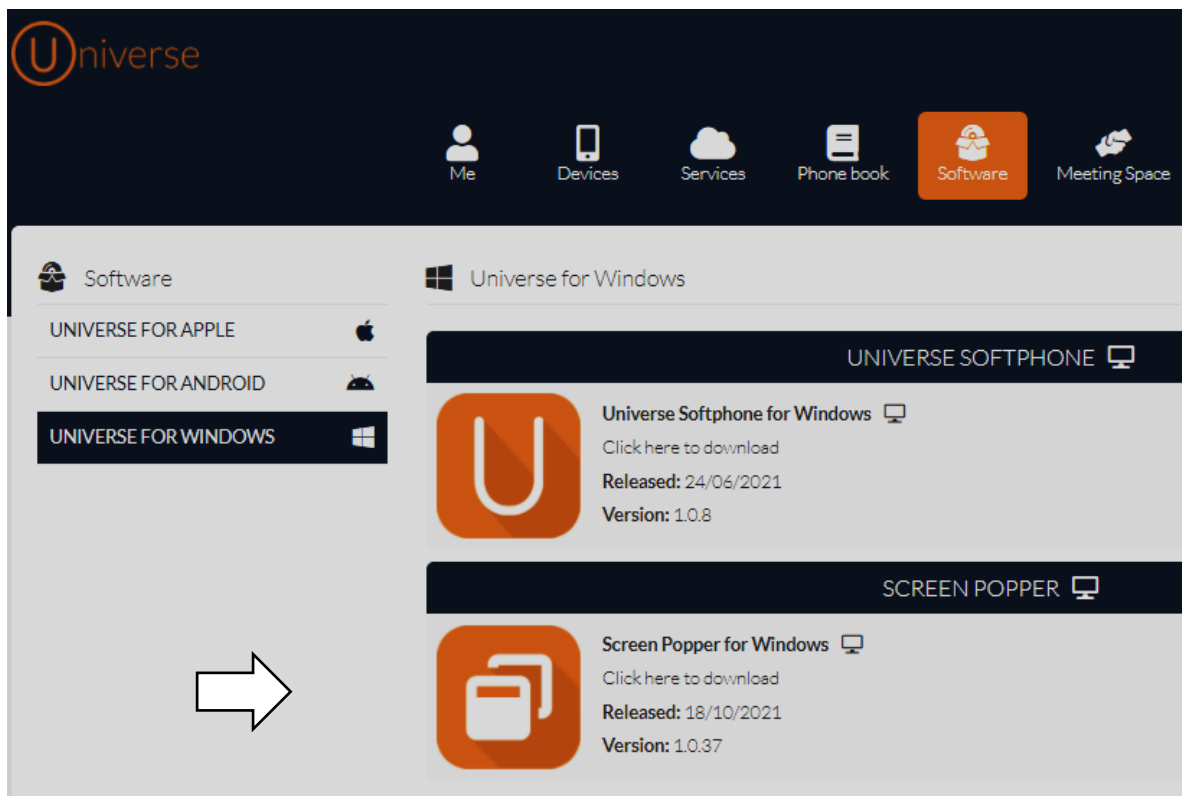 Universe
Me Devices Services Phone book Software Meeting Space
Software
UNIVERSE FOR APPLE
UNIVERSE FOR ANDROID
UNIVERSE FOR WINDOWS
Universe for Windows
UNIVERSE SOFTPHONE
Universe Softphone for Windows
Click here to download
Released: 24/06/2021
Version: 1.0.8
SCREEN POPPER
Screen Popper for Windows
Click here to download
Released: 18/10/2021
Version: 1.0.37